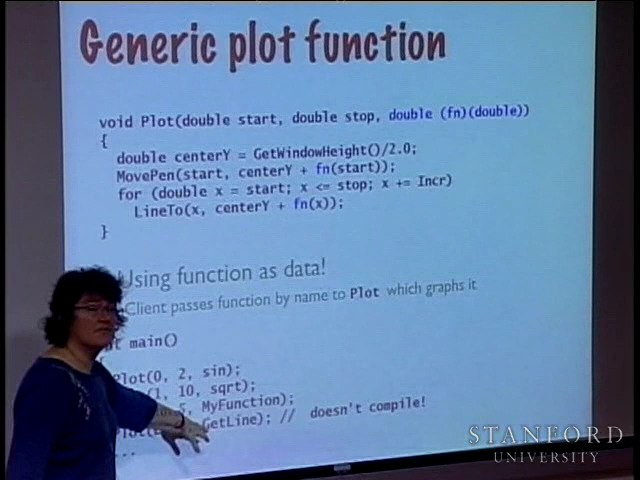 Generic plot function
void Plot(double start, double stop, double (fn)(double))
{
double centerY = GetWindowHeight()/2.0;
MovePen(start, centerY + fn(start));
for (double x = start; x <= stop; x += Incr)
LineTo(x, centerY + fn(x));
}
Using function as data!
Client passes function by name to Plot which graphs it
main()
{
Plot(0, 2, sin);
10, sqrt);
MyFunction);
GetLine); // doesn't compile!
...
STANFORD
UNIVERSITY